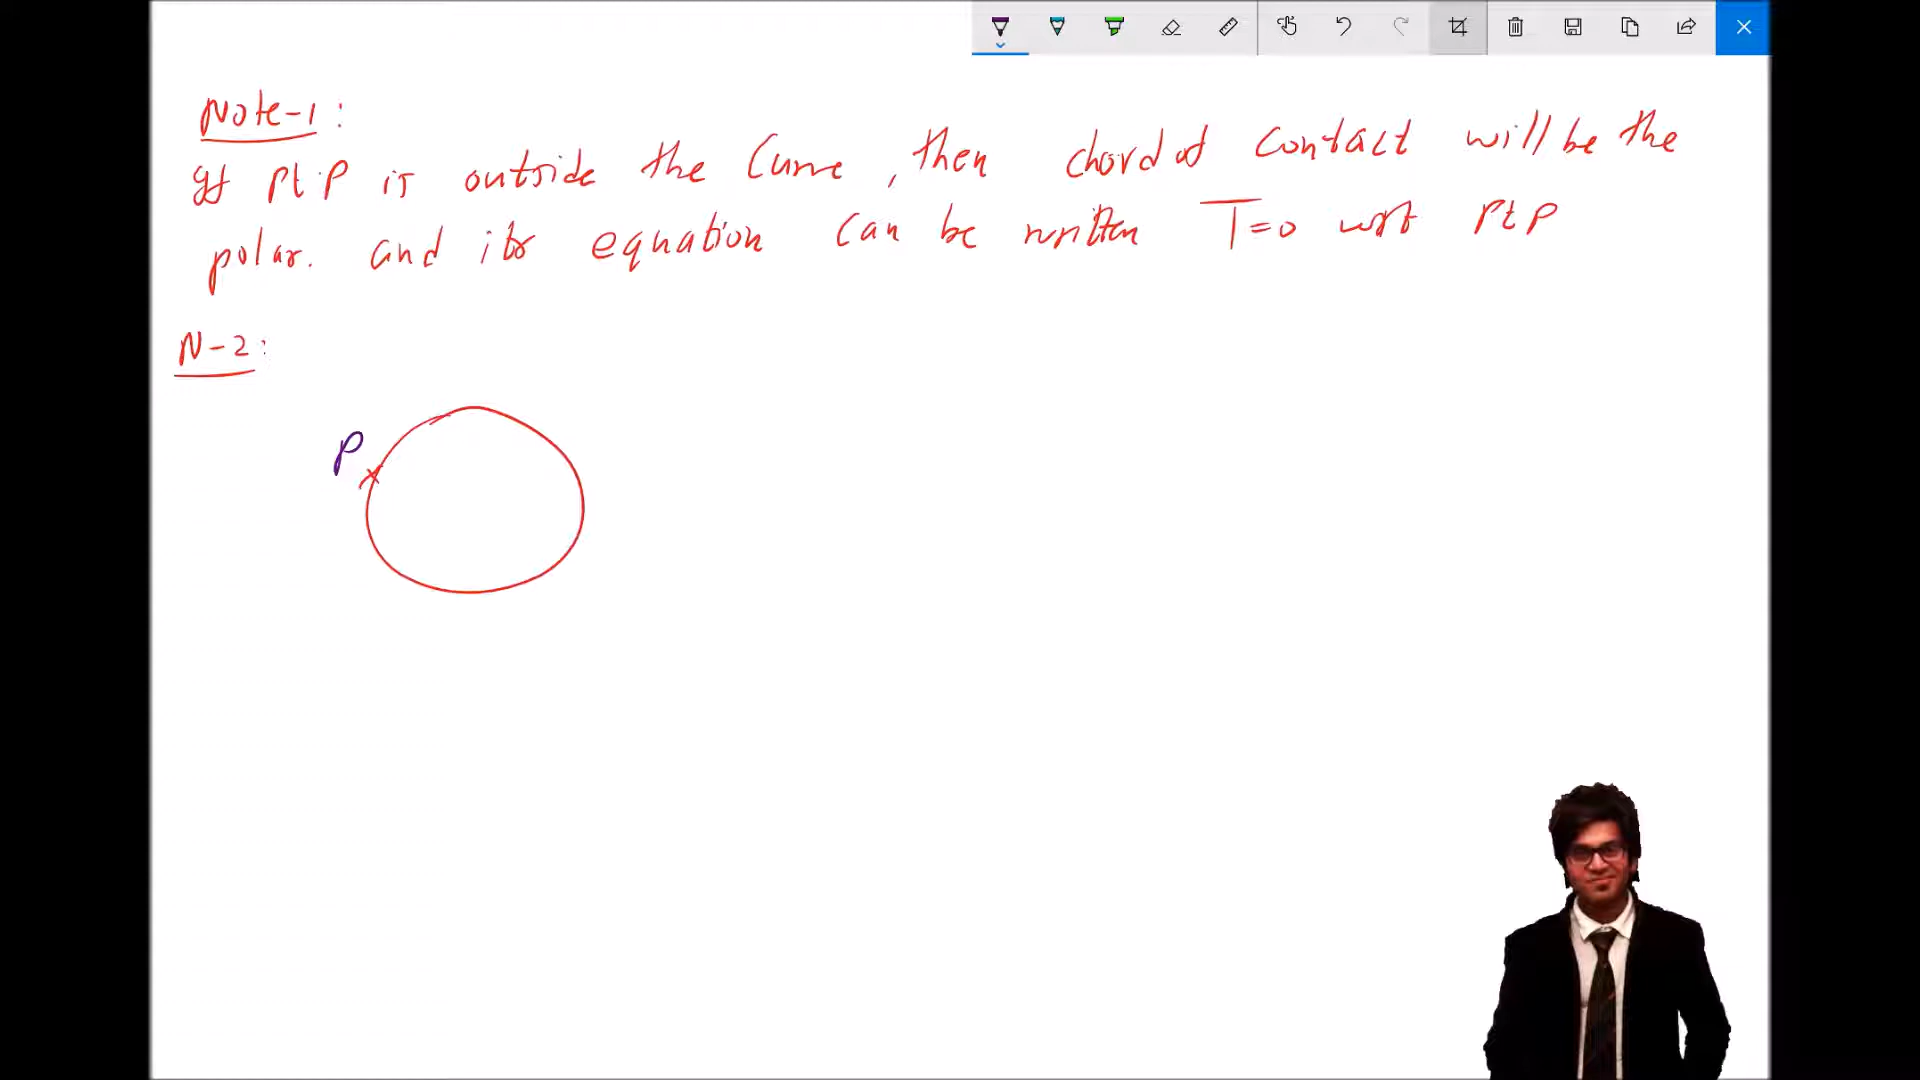 Note-1:
If Pt P is outside the Curve, then chord of Contact will be the
polar. and its equation can be written T=0 wrt Pt P
N-2:
P